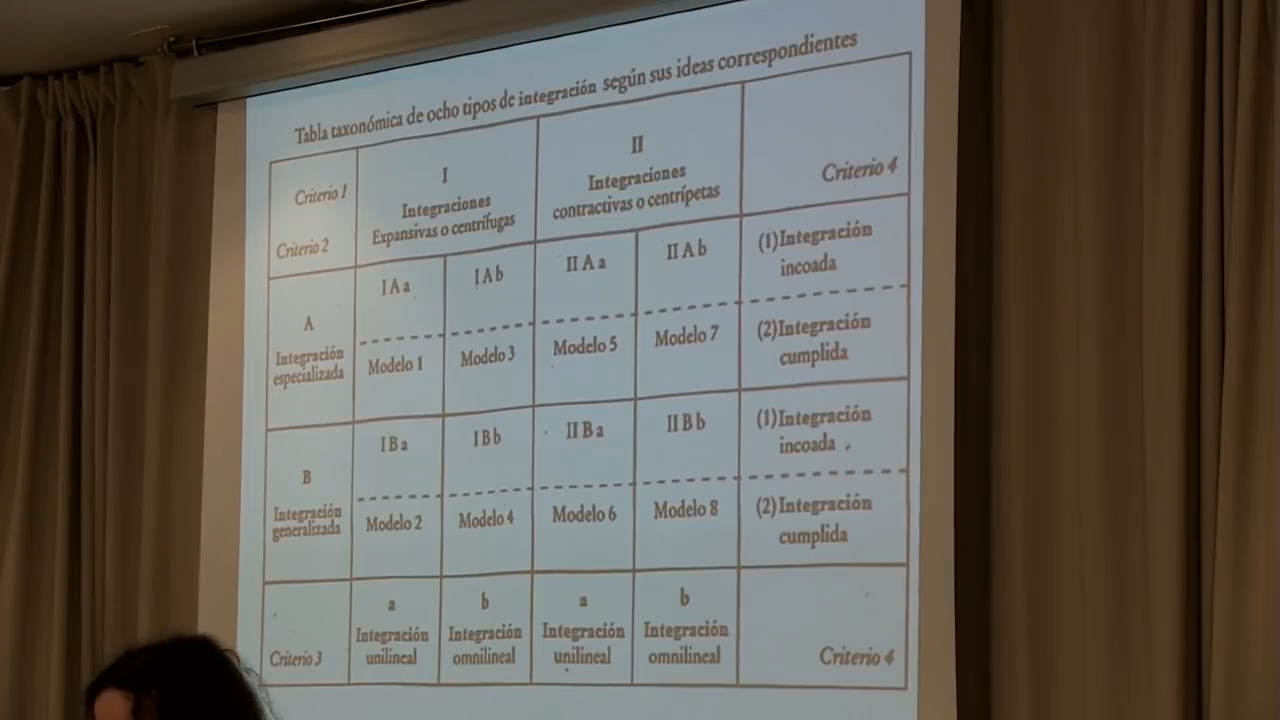 Tabla taxonómica de ocho tipos de integración según sus ideas correspondientes
Criterio 1
Criterio 2
I
Integraciones
Expansivas o centrífugas
II
Integraciones
contractivas o centrípetas
Criterio 4
A
Integración
especializada
I A a
I A b
II A a
II A b
(1)Integración
incoada
Modelo 1
Modelo 3
Modelo 5
Modelo 7
(2)Integración
cumplida
B
Integración
generalizada
I B a
I B b
II B a
II B b
(1)Integración
incoada
Modelo 2
Modelo 4
Modelo 6
Modelo 8
(2)Integración
cumplida
Criterio 3
a
Integración
unilineal
b
Integración
omnilineal
a
Integración
unilineal
b
Integración
omnilineal
Criterio 4